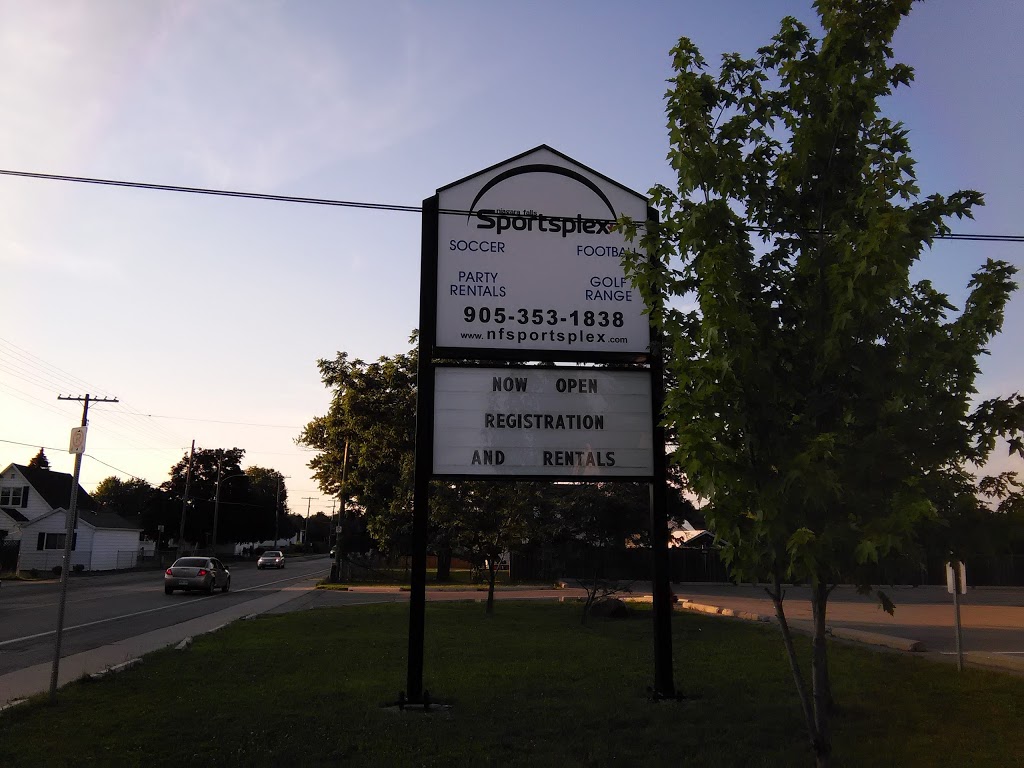 niagara falls
Sportsplex
SOCCER FOOTBALL
PARTY RENTALS
GOLF RANGE
905-353-1838
www.nfsportsplex.com
NOW OPEN
REGISTRATION
AND RENTALS